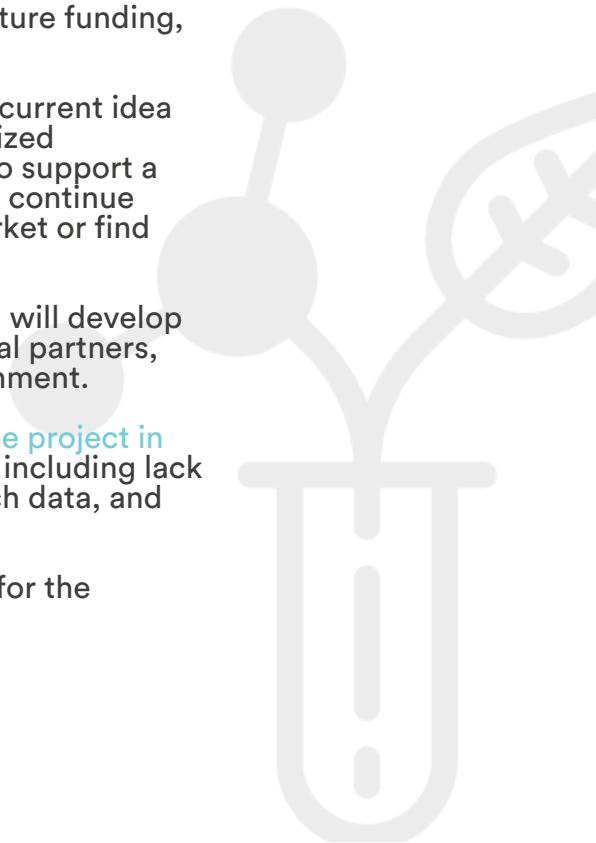 ture funding,
current idea
ized
o support a
continue
ket or find
will develop
al partners,
nment.
e project in
including lack
ch data, and
for the